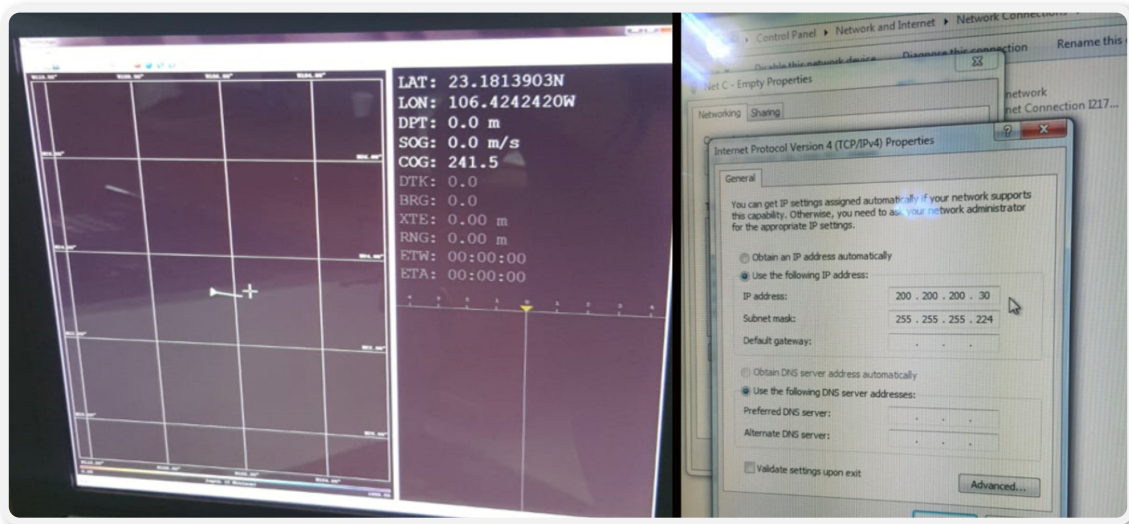 LAT: 23.1813903N
LON: 106.4242420W
DPT: 0.0 m
SOG: 0.0 m/s
COG: 241.5
DTK: 0.0
BRG: 0.0
XTE: 0.00 m
RNG: 0.00 m
ETW: 00:00:00
ETA: 00:00:00
Control Panel Network and Internet Network Connections
Disable this network device Diagnose this connection Rename this
Net C - Empty Properties
network
net Connection I217...
Networking Sharing
Internet Protocol Version 4 (TCP/IPv4) Properties
General
You can get IP settings assigned automatically if your network supports
this capability. Otherwise, you need to ask your network administrator
for the appropriate IP settings.
Obtain an IP address automatically
Use the following IP address:
IP address: 200 . 200 . 200 . 30
Subnet mask: 255 . 255 . 255 . 224
Default gateway: . . .
Obtain DNS server address automatically
Use the following DNS server addresses:
Preferred DNS server: . . .
Alternate DNS server: . . .
Validate settings upon exit
Advanced...